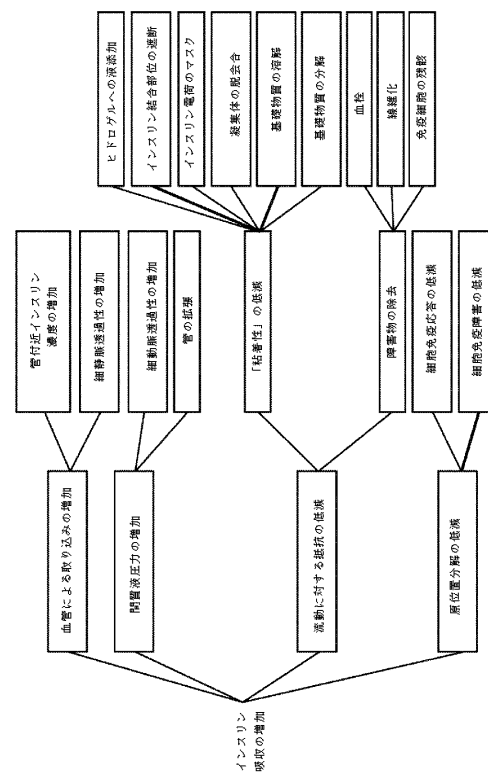 インスリン
吸収の増加
血管による取り込みの増加
間質液圧力の増加
流動に対する抵抗の低減
原位置分解の低減
管付近インスリン
濃度の増加
細静脈透過性の増加
細動脈透過性の増加
管の拡張
「粘着性」の低減
障害物の除去
細胞免疫応答の低減
細胞免疫障害の低減
ヒドロゲルへの液添加
インスリン結合部位の遮断
インスリン電荷のマスク
凝集体の脱会合
基礎物質の溶解
基礎物質の分解
血栓
線維化
免疫細胞の残骸